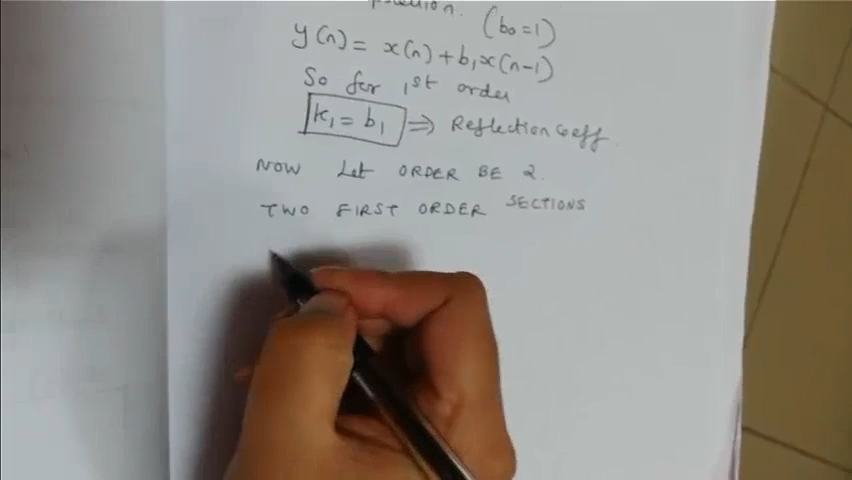 (b₀=1)
y(n) = x(n) + b₁x(n-1)
So for 1st order
k₁ = b₁ ⇒ Reflection coeff.
NOW Let ORDER BE 2.
TWO FIRST ORDER SECTIONS